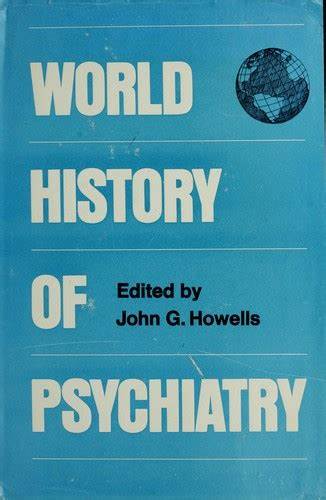 WORLD
HISTORY
OF
Edited by
John G. Howells
PSYCHIATRY